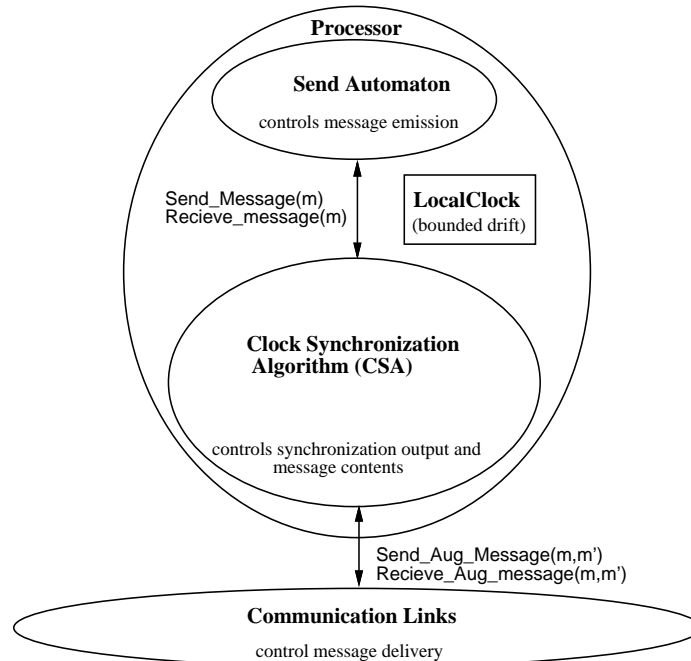 Processor
Send Automaton
controls message emission
Send_Message(m)
Recieve_message(m)
LocalClock
(bounded drift)
Clock Synchronization
Algorithm (CSA)
controls synchronization output and
message contents
Send_Aug_Message(m,m’)
Recieve_Aug_message(m,m’)
Communication Links
control message delivery